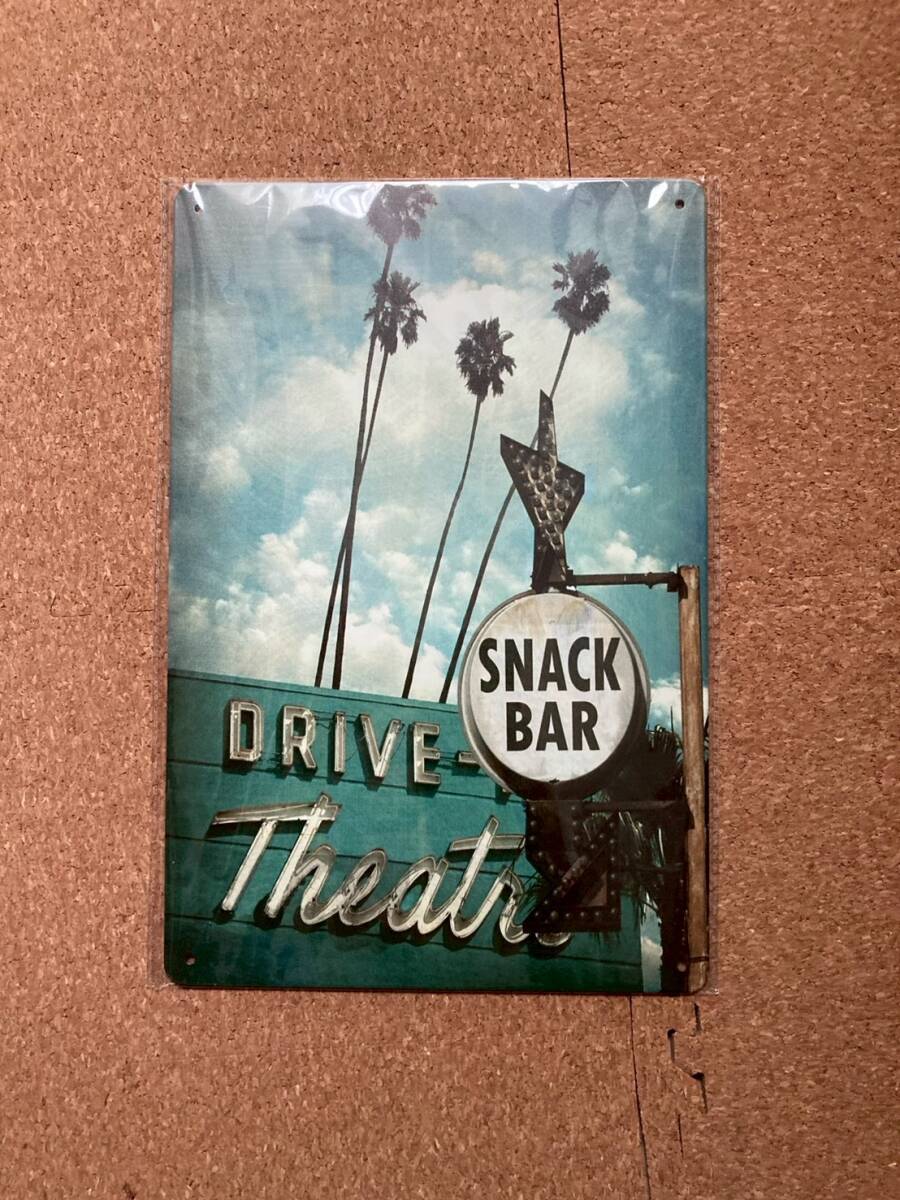 DRIVE-
Theatr
SNACK
BAR